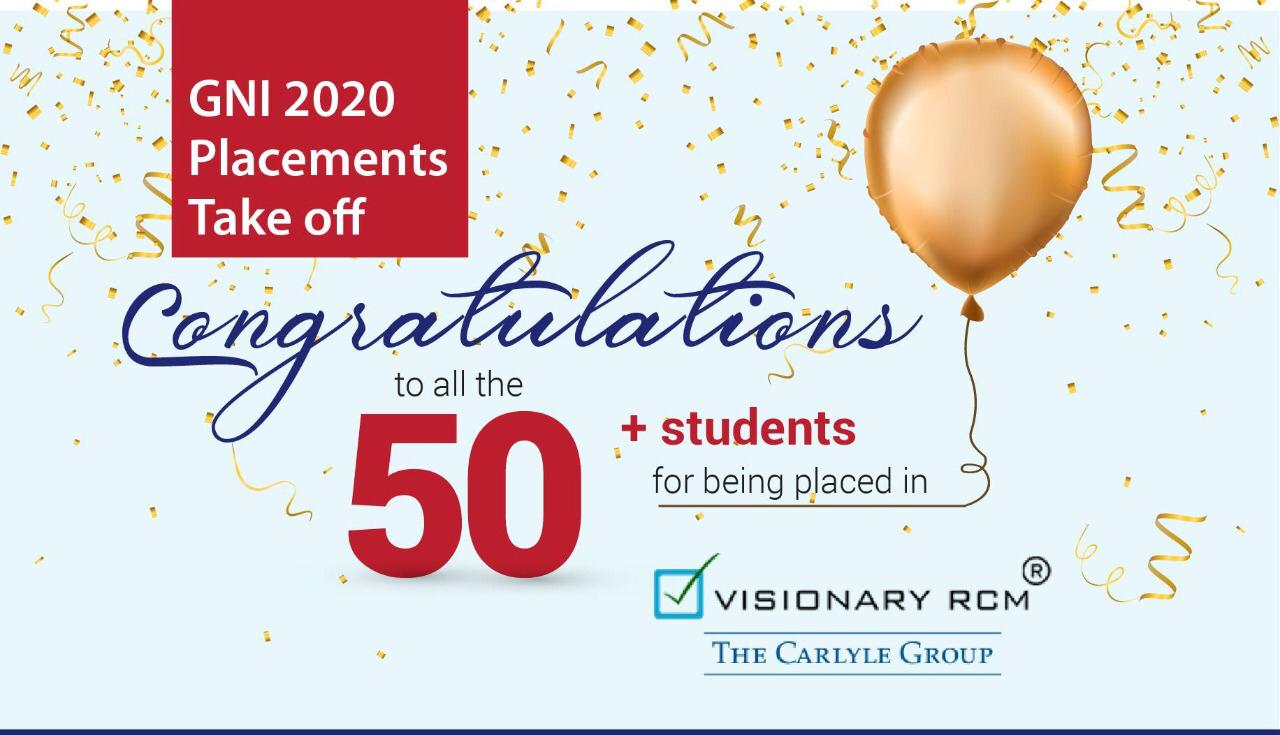 GNI 2020
Placements
Take off
Congratulations
to all the
50 + students
for being placed in
VISIONARY RCM®
THE CARLYLE GROUP